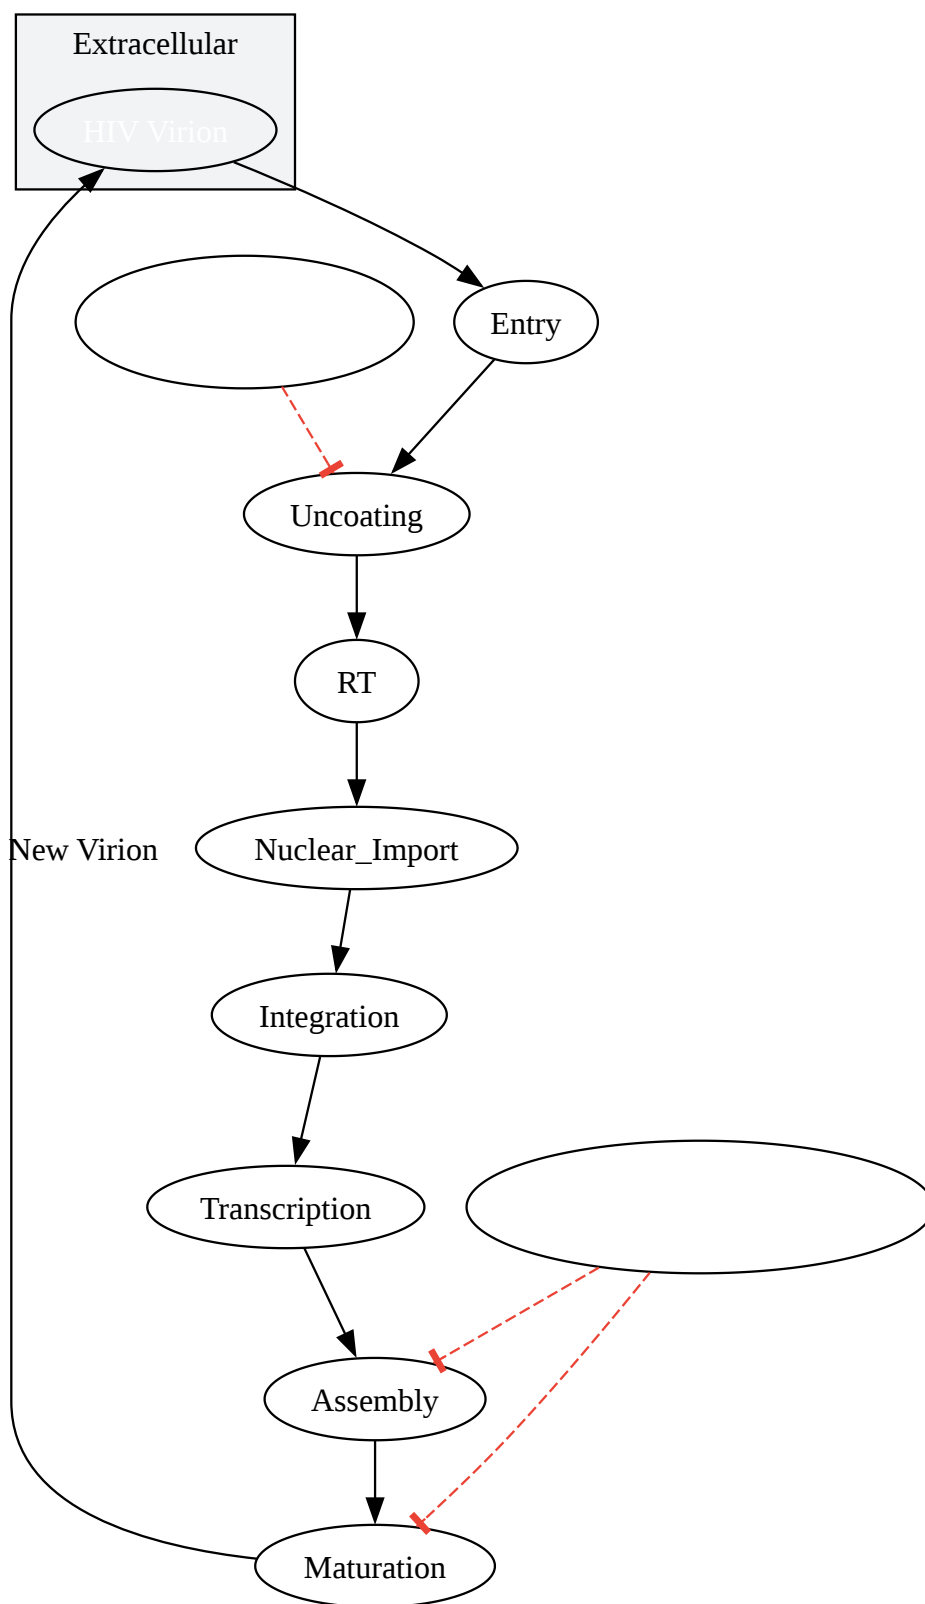 Extracellular
HIV Virion
Entry
Uncoating
RT
Nuclear_Import
New Virion
Integration
Transcription
Assembly
Maturation